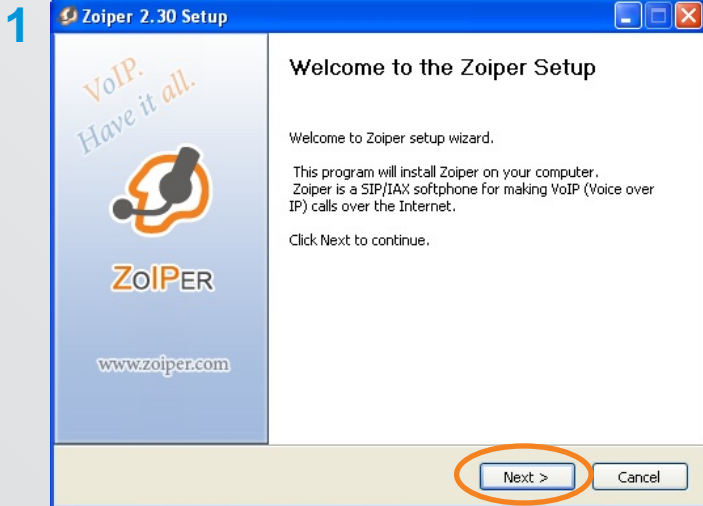 1
Zoiper 2.30 Setup
VoIP.
Have it all.
ZoIPER
www.zoiper.com
Welcome to the Zoiper Setup
Welcome to Zoiper setup wizard.
This program will install Zoiper on your computer.
Zoiper is a SIP/IAX softphone for making VoIP (Voice over
IP) calls over the Internet.
Click Next to continue.
Next >
Cancel